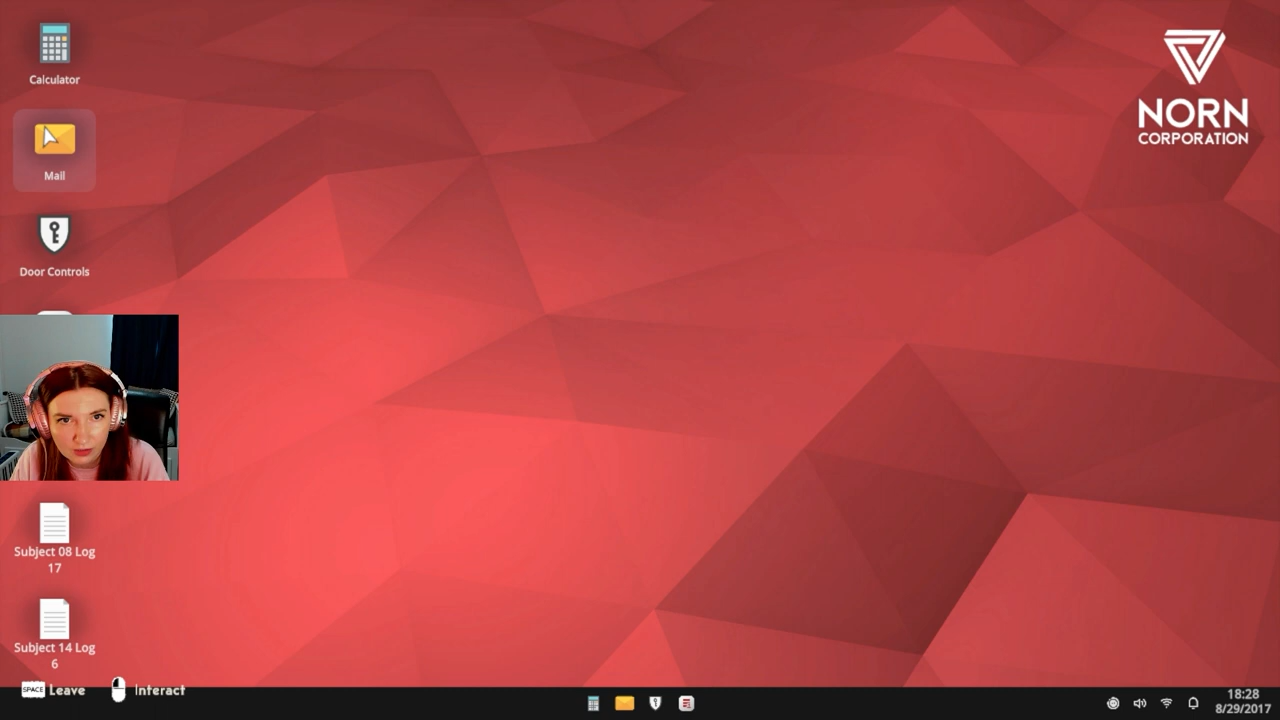 Calculator
NORN
CORPORATION
Mail
Door Controls
Subject 08 Log
17
Subject 14 Log
6
SPACE Leave
Interact
18:28
8/29/2017